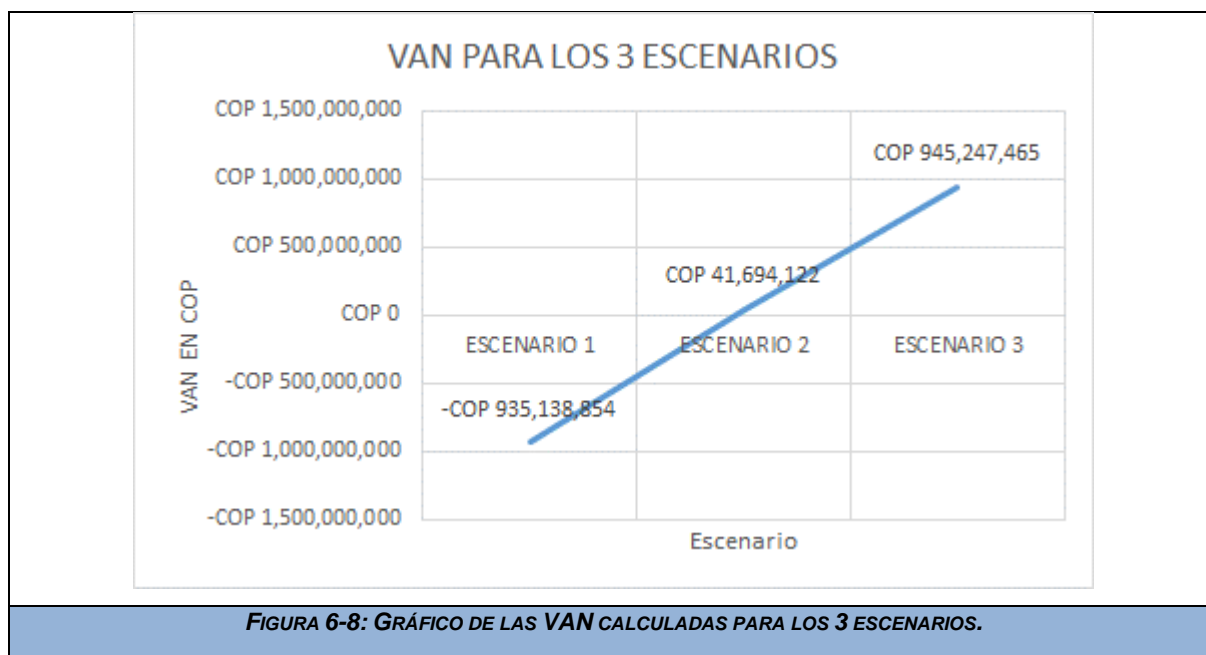 VAN PARA LOS 3 ESCENARIOS
VAN EN COP
COP 1,500,000,000
COP 1,000,000,000
COP 500,000,000
COP 0
-COP 500,000,000
-COP 1,000,000,000
-COP 1,500,000,000
COP 945,247,465
COP 41,694,122
-COP 935,138,854
ESCENARIO 1
ESCENARIO 2
ESCENARIO 3
Escenario
FIGURA 6-8: GRÁFICO DE LAS VAN CALCULADAS PARA LOS 3 ESCENARIOS.